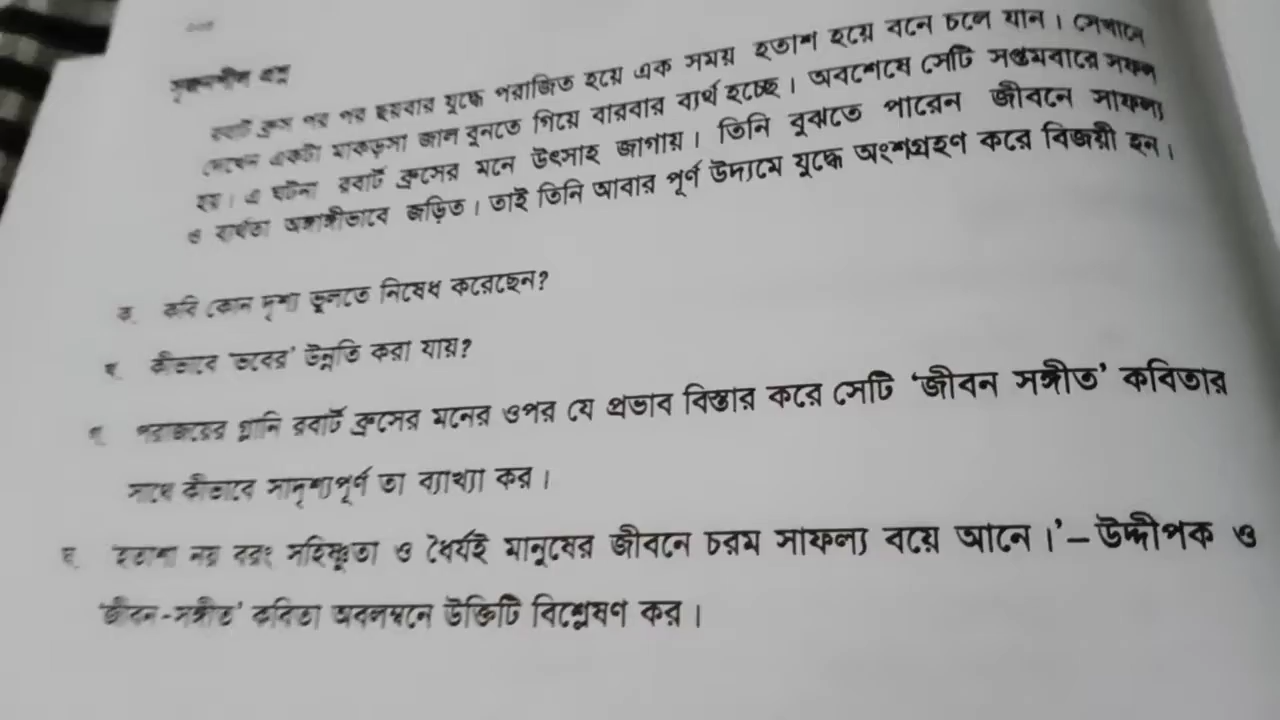 সৃজনশীল প্রশ্ন
রবার্ট ব্রুস পর পর ছয়বার যুদ্ধে পরাজিত হয়ে এক সময় হতাশ হয়ে বনে চলে যান। সেখানে
দেখেন একটা মাকড়সা জাল বুনতে গিয়ে বারবার ব্যর্থ হচ্ছে। অবশেষে সেটি সপ্তমবারে সফল
হয়। এ ঘটনা রবার্ট ব্রুসের মনে উৎসাহ জাগায়। তিনি বুঝতে পারেন জীবনে সাফল্য
ও ব্যর্থতা অঙ্গাঙ্গীভাবে জড়িত। তাই তিনি আবার পূর্ণ উদ্যমে যুদ্ধে অংশগ্রহণ করে বিজয়ী হন।
ক. কবি কোন দৃশ্য ভুলতে নিষেধ করেছেন?
খ. কীভাবে 'ভবের' উন্নতি করা যায়?
গ. পরাজয়ের গ্লানি রবার্ট ব্রুসের মনের ওপর যে প্রভাব বিস্তার করে সেটি 'জীবন সঙ্গীত' কবিতার
সাথে কীভাবে সাদৃশ্যপূর্ণ তা ব্যাখ্যা কর।
ঘ. হতাশা নয় বরং সহিষ্ণুতা ও ধৈর্যই মানুষের জীবনে চরম সাফল্য বয়ে আনে।'– উদ্দীপক ও
'জীবন-সঙ্গীত' কবিতা অবলম্বনে উক্তিটি বিশ্লেষণ কর।